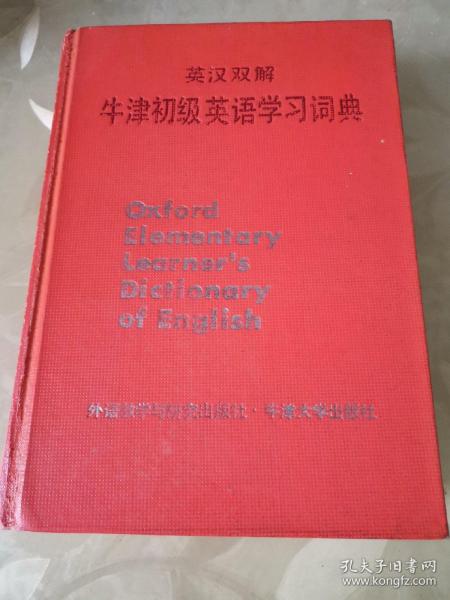 英汉双解
牛津初级英语学习词典
Oxford
Elementary
Learner's
Dictionary
of English
外语教学与研究出版社·牛津大学出版社
孔夫子旧书网
www.kongfz.com